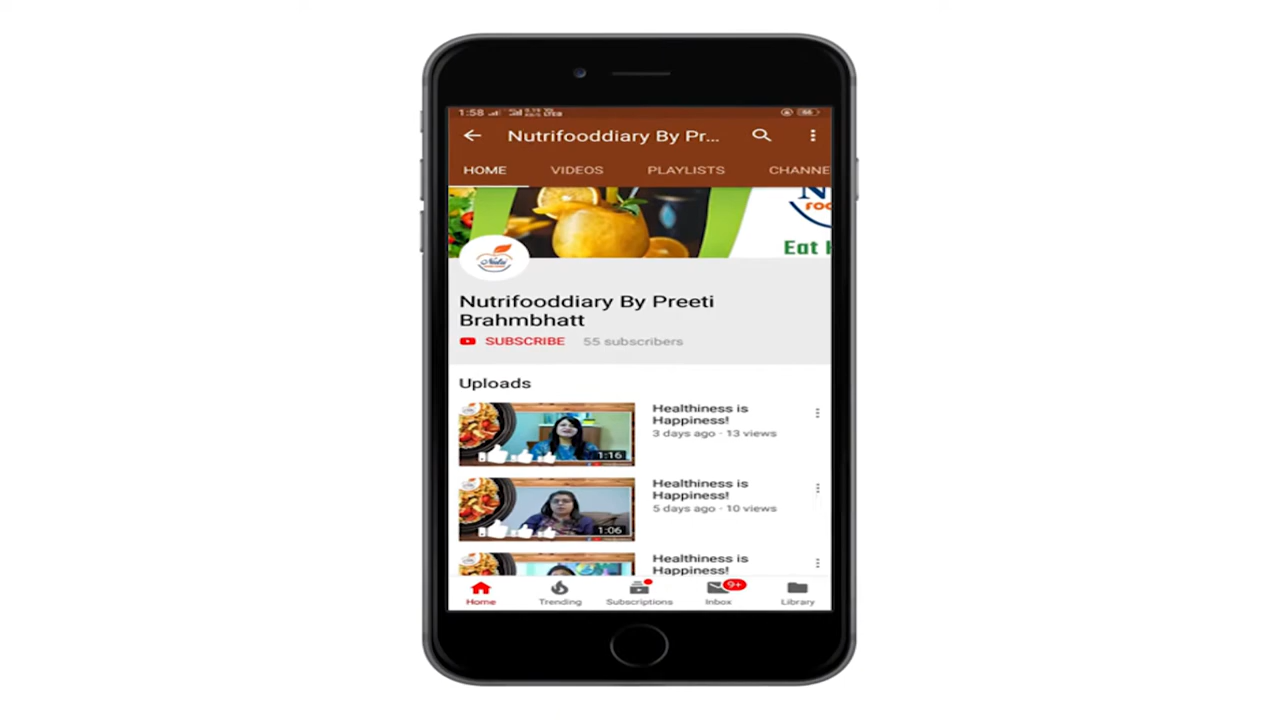 1:58
Nutrifooddiary By Pr...
HOME VIDEOS PLAYLISTS CHANNE
Eat
Nutrifooddiary By Preeti
Brahmbhatt
SUBSCRIBE 55 subscribers
Uploads
Healthiness is
Happiness!
3 days ago · 13 views
1:16
Healthiness is
Happiness!
5 days ago · 10 views
1:06
Healthiness is
Happiness!
9+
Home Trending Subscriptions Inbox Library